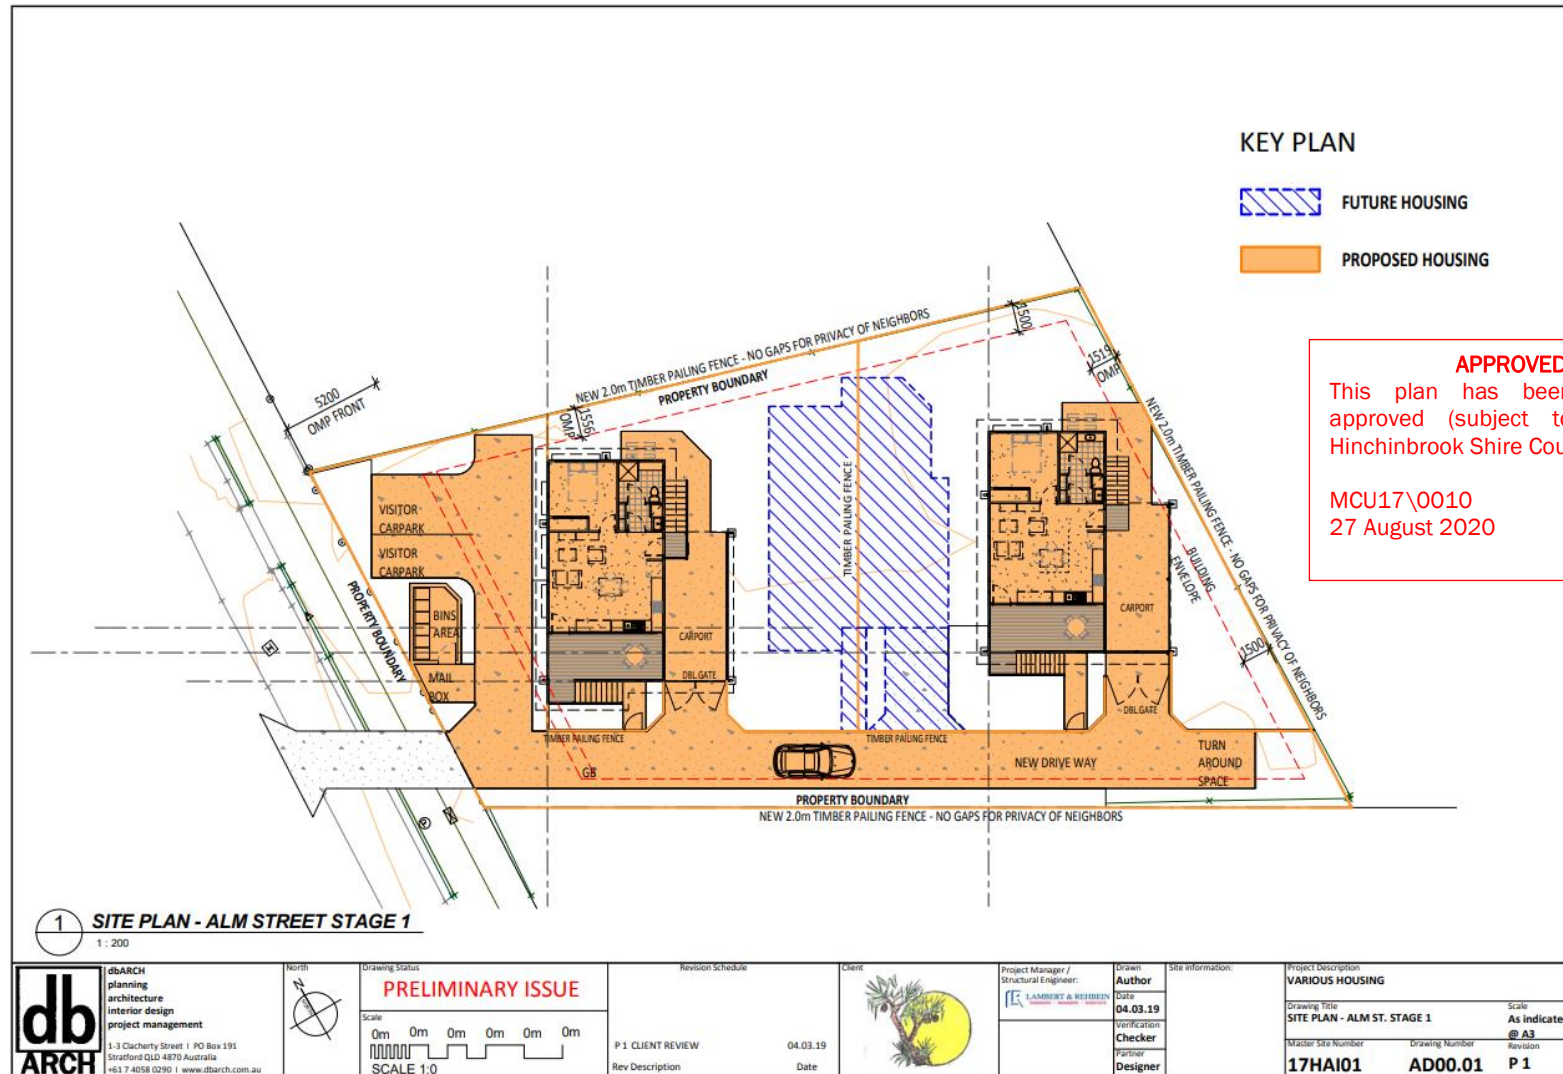 KEY PLAN
FUTURE HOUSING
PROPOSED HOUSING
APPROVED
This plan has been
approved (subject to
Hinchinbrook Shire Cou
MCU17\0010
27 August 2020
NEW 2.0m TIMBER PAILING FENCE - NO GAPS FOR PRIVACY OF NEIGHBORS
PROPERTY BOUNDARY
1500
1519
OMP
5200
OMP FRONT
1556
OMP
NEW 2.0m TIMBER PAILING FENCE - NO GAPS FOR PRIVACY OF NEIGHBORS
TIMBER PAILING FENCE
VISITOR
CARPARK
VISITOR
CARPARK
BUILDING
ENVELOPE
PROPERTY BOUNDARY
BINS
AREA
CARPORT
CARPORT
1500
H
MAIL
BOX
DBL.GATE
DBL.GATE
TIMBER PAILING FENCE
TIMBER PAILING FENCE
GB
NEW DRIVE WAY
TURN
AROUND
SPACE
PROPERTY BOUNDARY
NEW 2.0m TIMBER PAILING FENCE - NO GAPS FOR PRIVACY OF NEIGHBORS
1
SITE PLAN - ALM STREET STAGE 1
1 : 200
db
ARCH
dbARCH
planning
architecture
interior design
project management
1-3 Clacherty Street I PO Box 191
Stratford QLD 4870 Australia
+61 7 4058 0290 I www.dbarch.com.au
North
N
Drawing Status
PRELIMINARY ISSUE
Scale
0m 0m 0m 0m 0m 0m
SCALE 1:0
Revision Schedule
P 1 CLIENT REVIEW 04.03.19
Rev Description Date
Client
Project Manager /
Structural Enigineer:
LAMBERT & REHBEIN
Drawn
Author
Date
04.03.19
Verification
Checker
Partner
Designer
Site information:
Project Description
VARIOUS HOUSING
Drawing Title
SITE PLAN - ALM ST. STAGE 1
Scale
As indicate
@ A3
Master Site Number
17HAI01
Drawing Number
AD00.01
Revision
P 1